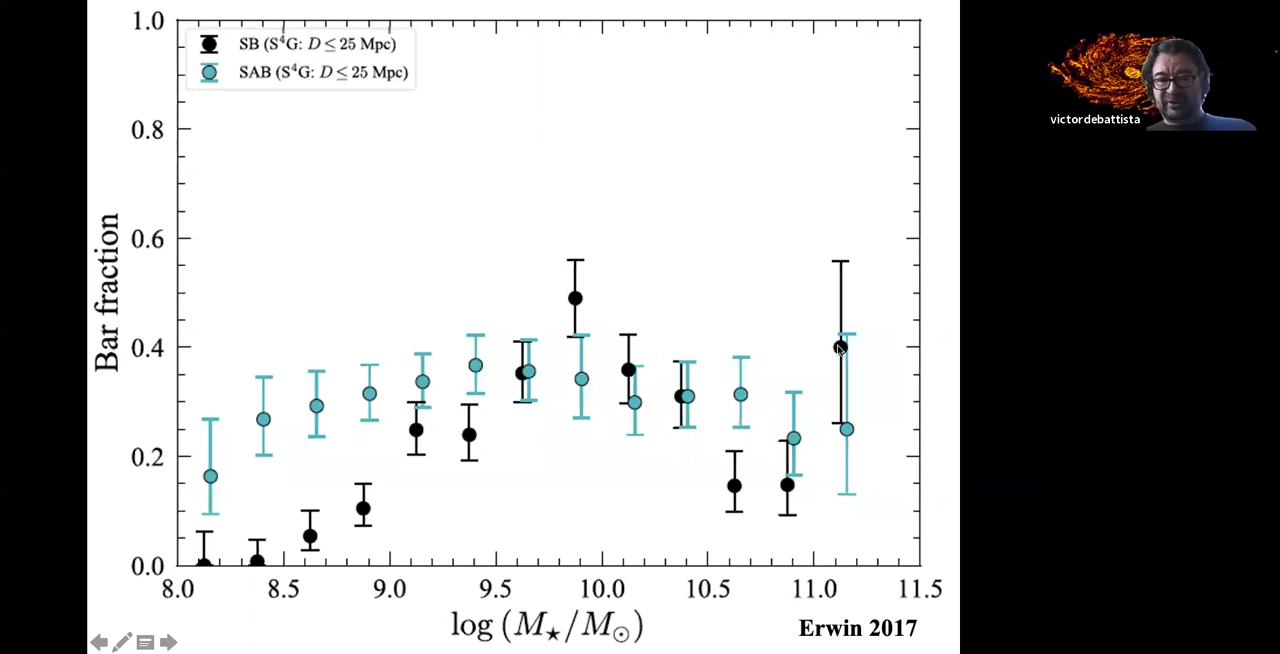 SB (S⁴G: D ≤ 25 Mpc)
SAB (S⁴G: D ≤ 25 Mpc)
1.0
0.8
0.6
0.4
0.2
0.0
Bar fraction
8.0 8.5 9.0 9.5 10.0 10.5 11.0 11.5
log (M⋆/M⊙)
Erwin 2017
victordebattista